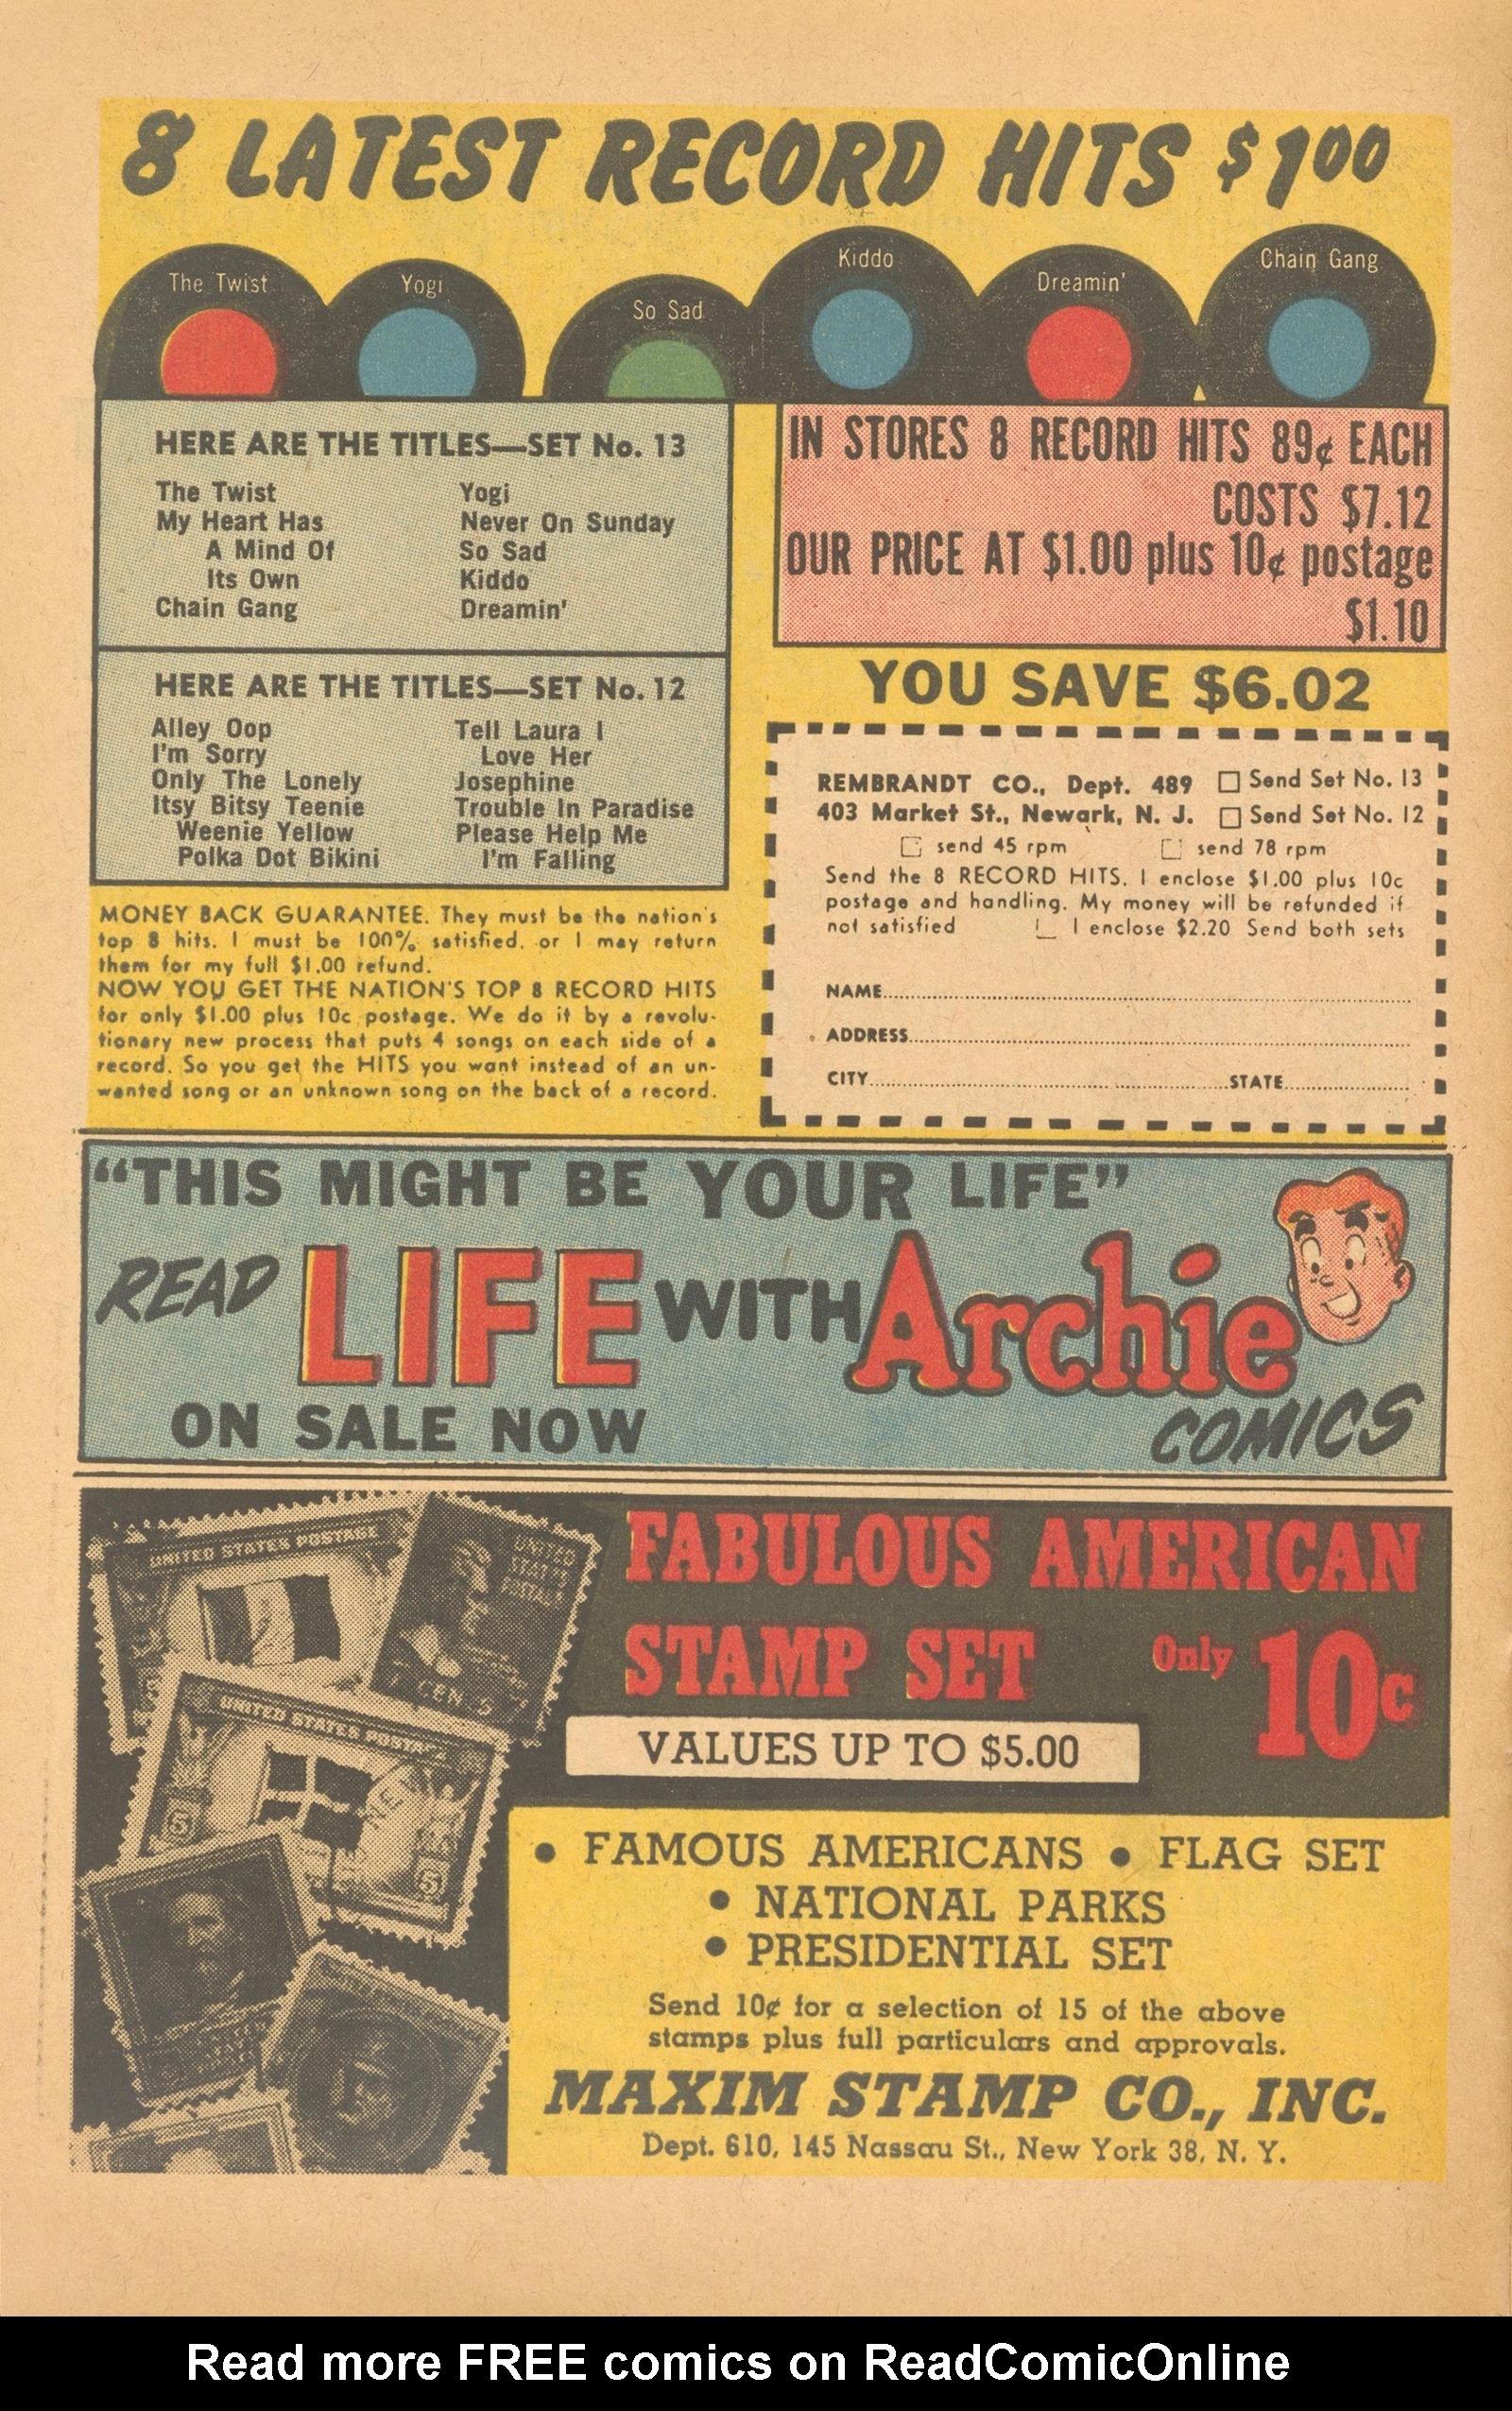 8 LATEST RECORD HITS $1.00
The Twist
Yogi
So Sad
Kiddo
Dreamin'
Chain Gang
HERE ARE THE TITLES—SET No. 13
The Twist
My Heart Has
A Mind Of
Its Own
Chain Gang
Yogi
Never On Sunday
So Sad
Kiddo
Dreamin'
HERE ARE THE TITLES—SET No. 12
Alley Oop
I'm Sorry
Only The Lonely
Itsy Bitsy Teenie
Weenie Yellow
Polka Dot Bikini
Tell Laura I
Love Her
Josephine
Trouble In Paradise
Please Help Me
I'm Falling
MONEY BACK GUARANTEE. They must be the nation's
top 8 hits. I must be 100% satisfied, or I may return
them for my full $1.00 refund.
NOW YOU GET THE NATION'S TOP 8 RECORD HITS
for only $1.00 plus 10c postage. We do it by a revolu-
tionary new process that puts 4 songs on each side of a
record. So you get the HITS you want instead of an un-
wanted song or an unknown song on the back of a record.
IN STORES 8 RECORD HITS 89¢ EACH
COSTS $7.12
OUR PRICE AT $1.00 plus 10¢ postage
$1.10
YOU SAVE $6.02
REMBRANDT CO., Dept. 489 Send Set No. 13
403 Market St., Newark, N. J. Send Set No. 12
send 45 rpm send 78 rpm
Send the 8 RECORD HITS. I enclose $1.00 plus 10c
postage and handling. My money will be refunded if
not satisfied I enclose $2.20 Send both sets
NAME
ADDRESS
CITY STATE
"THIS MIGHT BE YOUR LIFE"
READ LIFE WITH Archie
ON SALE NOW COMICS
UNITED STATES POSTAGE
UNITED
STATES
POSTAGE
CENTS
UNITED STATES POSTAGE
5
5
FABULOUS AMERICAN
STAMP SET Only 10c
VALUES UP TO $5.00
• FAMOUS AMERICANS • FLAG SET
• NATIONAL PARKS
• PRESIDENTIAL SET
Send 10¢ for a selection of 15 of the above
stamps plus full particulars and approvals.
MAXIM STAMP CO., INC.
Dept. 610, 145 Nassau St., New York 38, N. Y.
Read more FREE comics on ReadComicOnline